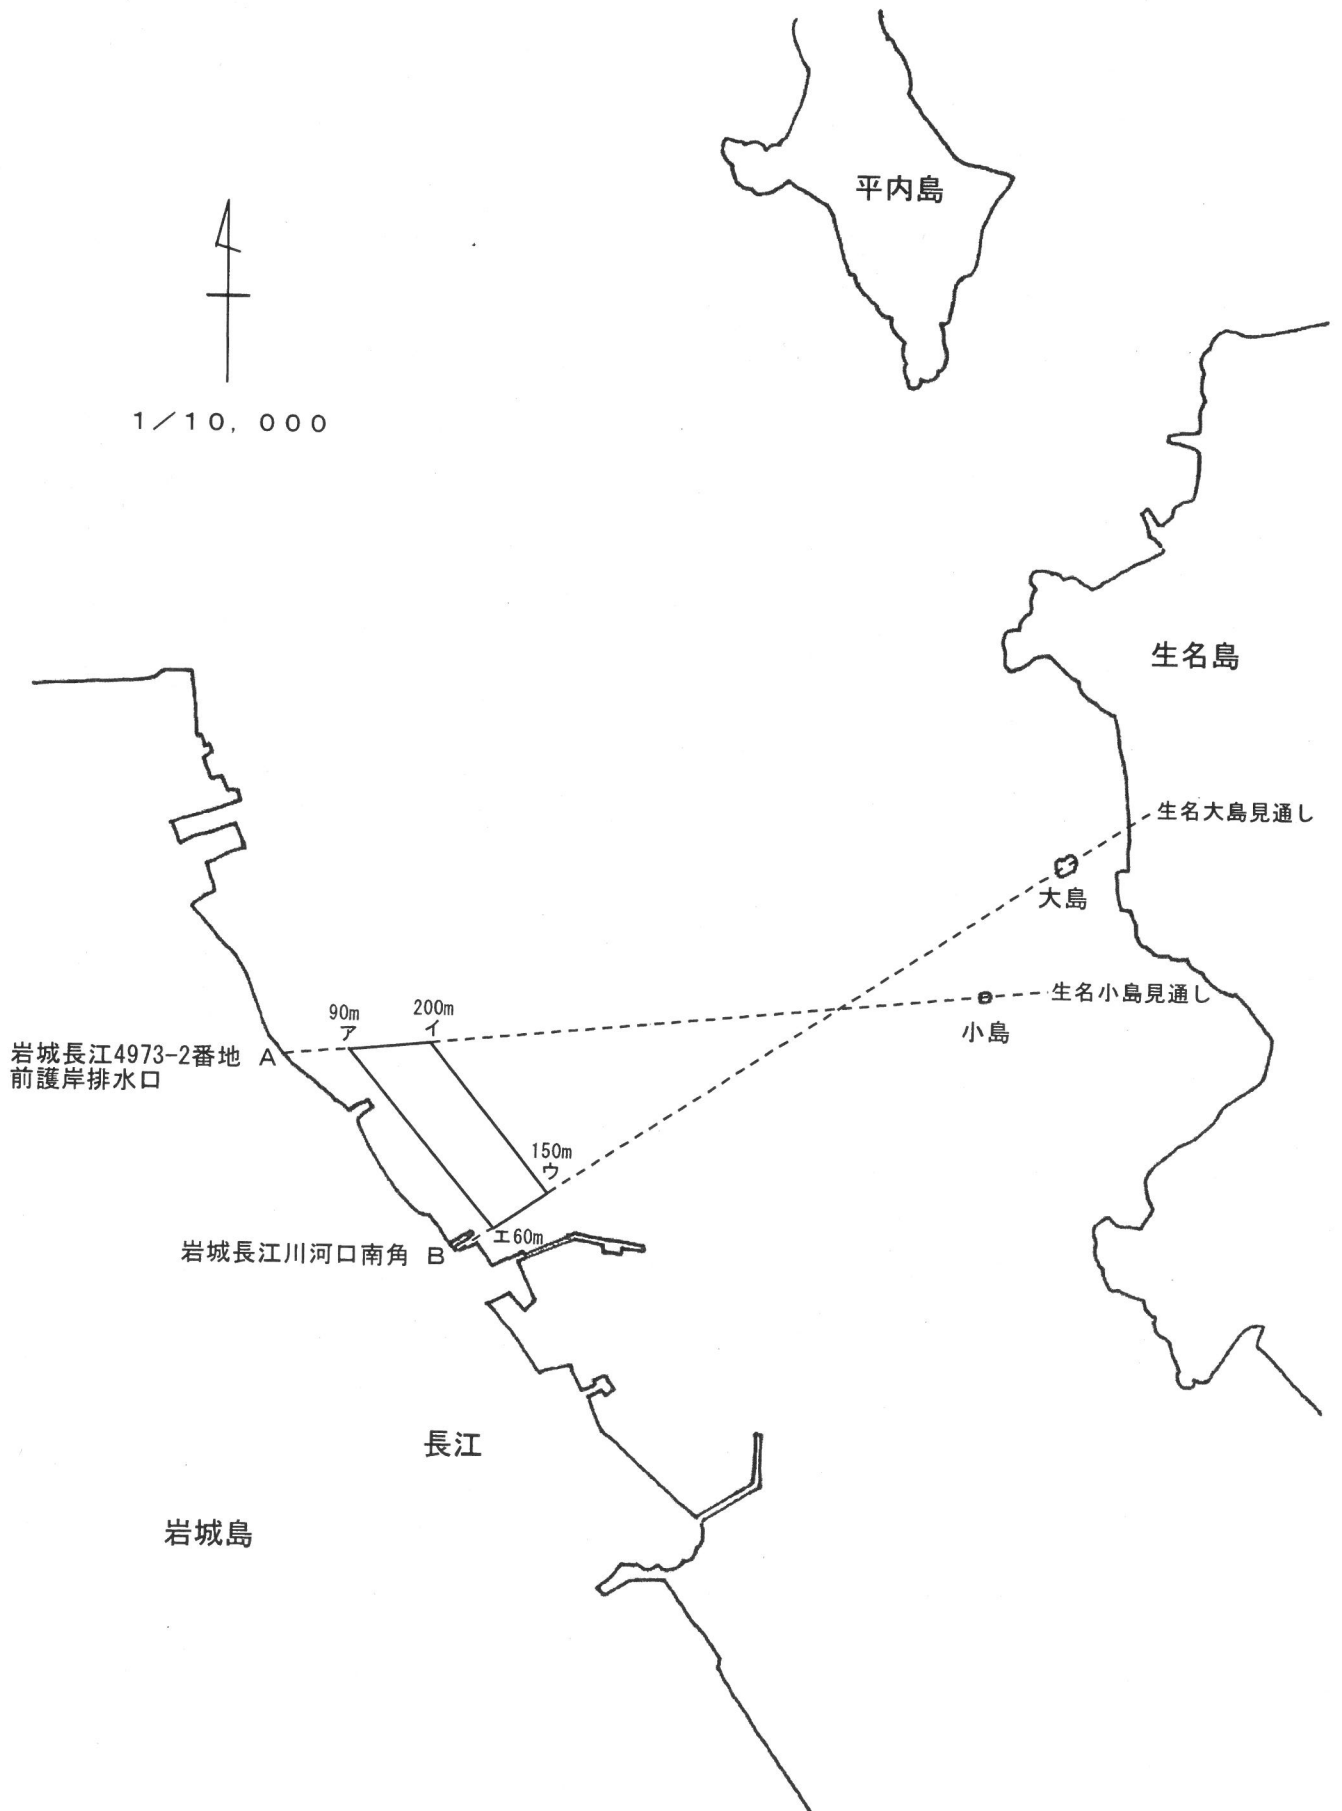 平内島
1/10,000
生名島
生名大島見通し
大島
生名小島見通し
小島
90m
ア
200m
イ
岩城長江4973-2番地 A
前護岸排水口
150m
ウ
エ60m
岩城長江川河口南角 B
長江
岩城島